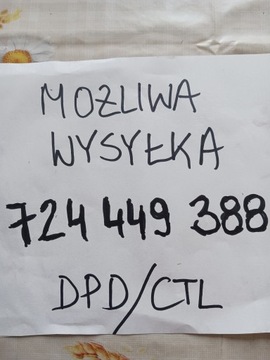 MOZLIWA
WYSYŁKA
724 449 388
DPD/CTL